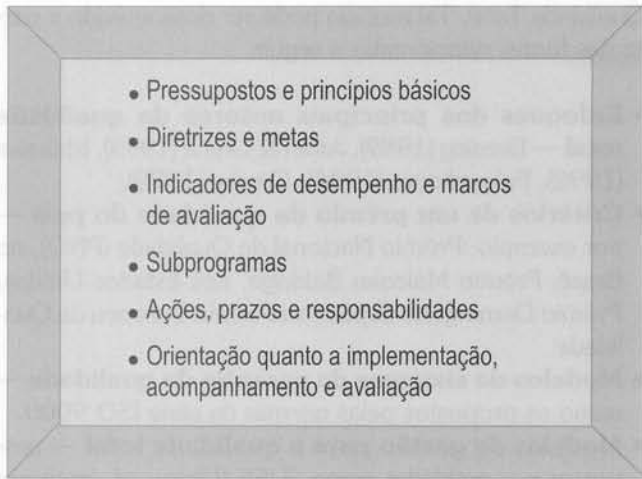 • Pressupostos e princípios básicos
• Diretrizes e metas
• Indicadores de desempenho e marcos
de avaliação
• Subprogramas
• Ações, prazos e responsabilidades
• Orientação quanto a implementação,
acompanhamento e avaliação